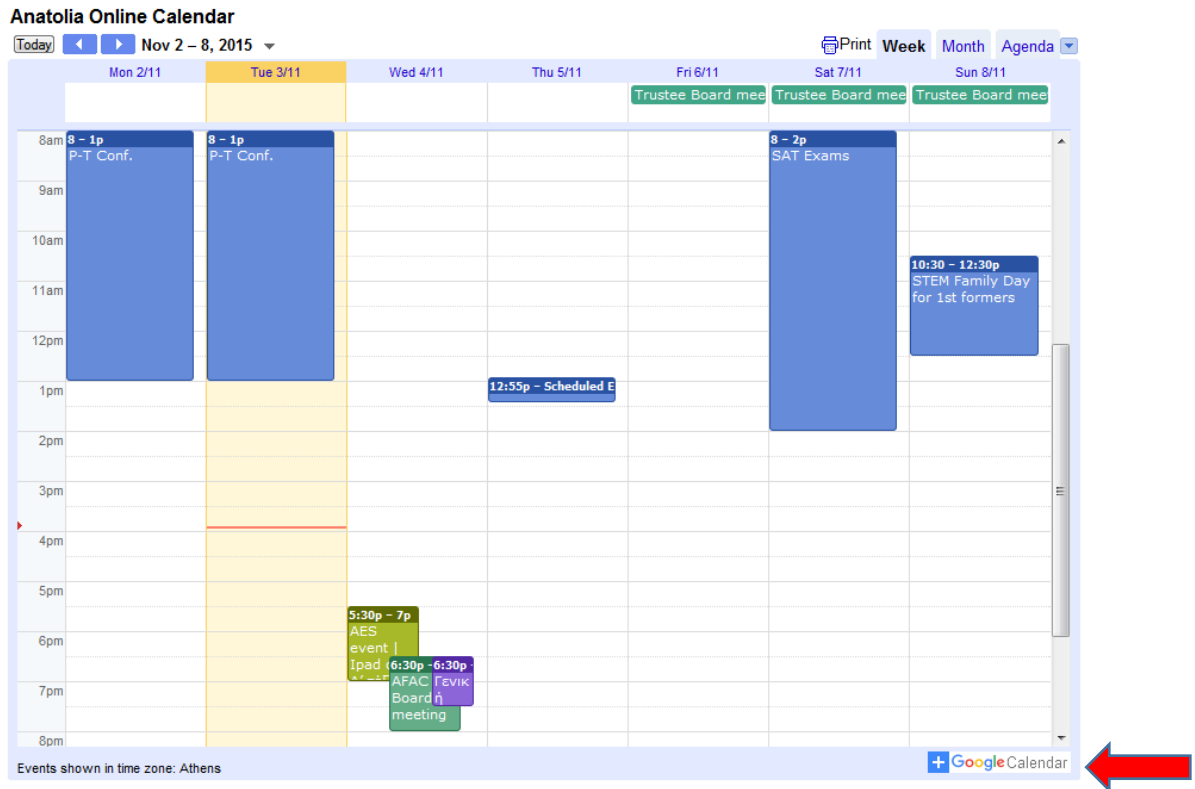 Anatolia Online Calendar
Today Nov 2 – 8, 2015 Print Week Month Agenda
Mon 2/11 Tue 3/11 Wed 4/11 Thu 5/11 Fri 6/11 Sat 7/11 Sun 8/11
Trustee Board mee Trustee Board mee Trustee Board mee
8am
9am
10am
11am
12pm
1pm
2pm
3pm
4pm
5pm
6pm
7pm
8pm
8 – 1p
P-T Conf.
8 – 1p
P-T Conf.
5:30p – 7p
AES
event |
Ipad
6:30p –
AFAC
Board
meeting
6:30p –
Γενικ
ή
12:55p – Scheduled E
8 – 2p
SAT Exams
10:30 – 12:30p
STEM Family Day
for 1st formers
Events shown in time zone: Athens
+ Google Calendar